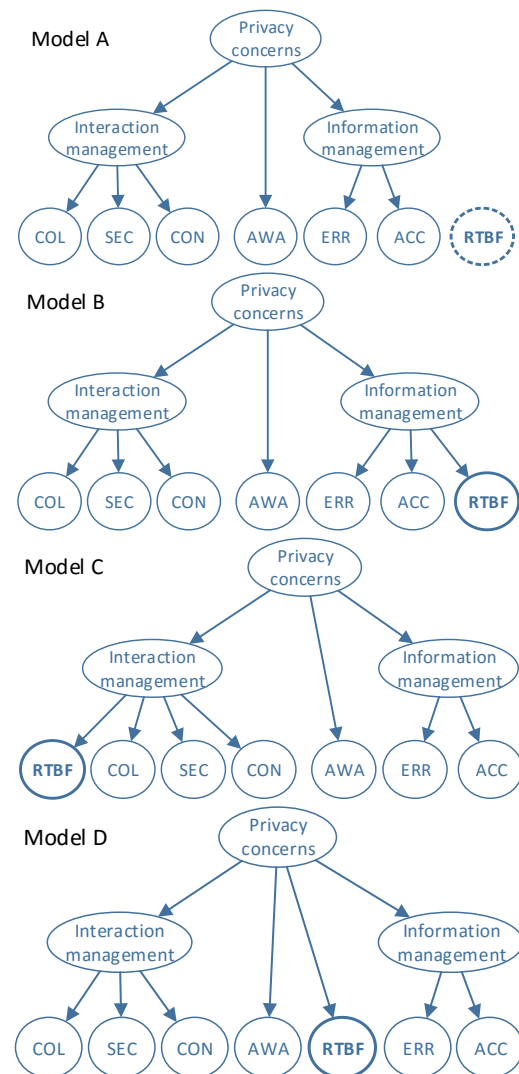 Model A
Privacy
concerns
Interaction
management
Information
management
COL
SEC
CON
AWA
ERR
ACC
RTBF
Model B
Privacy
concerns
Interaction
management
Information
management
COL
SEC
CON
AWA
ERR
ACC
RTBF
Model C
Privacy
concerns
Interaction
management
Information
management
RTBF
COL
SEC
CON
AWA
ERR
ACC
Model D
Privacy
concerns
Interaction
management
Information
management
COL
SEC
CON
AWA
RTBF
ERR
ACC